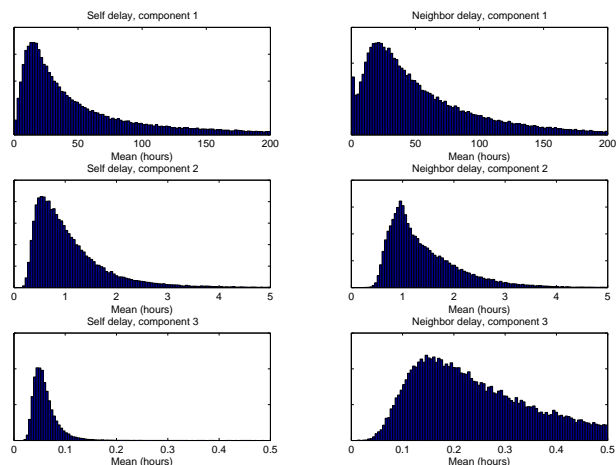 Self delay, component 1
0 50 100 150 200
Mean (hours)
Neighbor delay, component 1
0 50 100 150 200
Mean (hours)
Self delay, component 2
0 1 2 3 4 5
Mean (hours)
Neighbor delay, component 2
0 1 2 3 4 5
Mean (hours)
Self delay, component 3
0 0.1 0.2 0.3 0.4 0.5
Mean (hours)
Neighbor delay, component 3
0 0.1 0.2 0.3 0.4 0.5
Mean (hours)